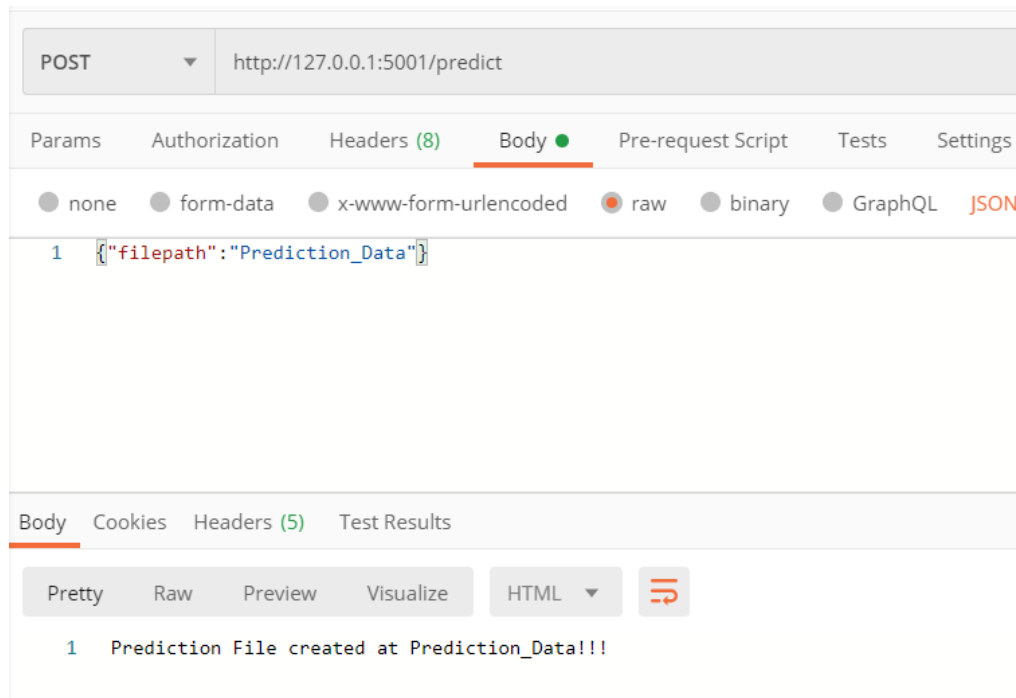 POST http://127.0.0.1:5001/predict
Params Authorization Headers (8) Body Pre-request Script Tests Settings
none form-data x-www-form-urlencoded raw binary GraphQL JSON
1 {"filepath":"Prediction_Data"}
Body Cookies Headers (5) Test Results
Pretty Raw Preview Visualize HTML
1 Prediction File created at Prediction_Data!!!